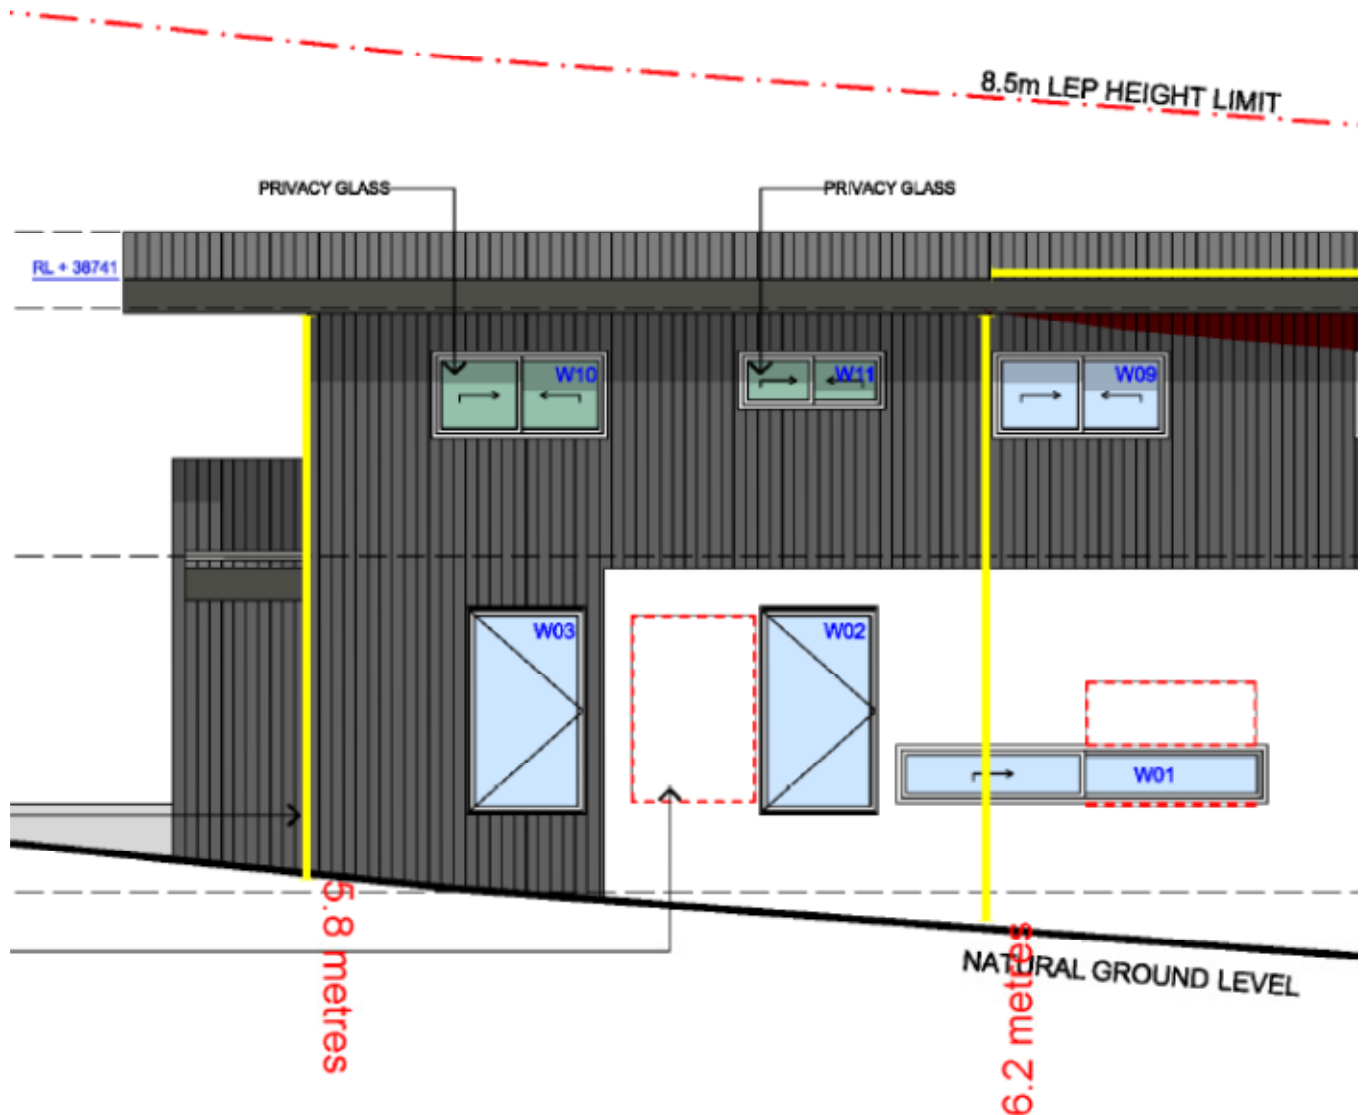 8.5m LEP HEIGHT LIMIT
PRIVACY GLASS
PRIVACY GLASS
RL + 38741
W10
W11
W09
W03
W02
W01
5.8 metres
6.2 metres
NATURAL GROUND LEVEL